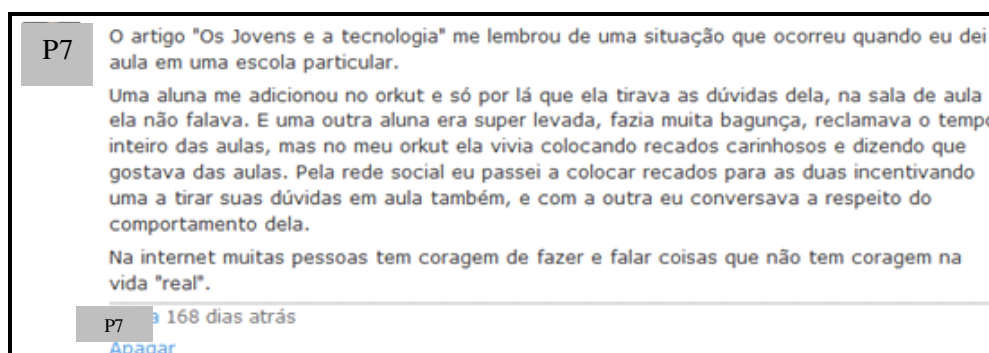 P7
O artigo "Os Jovens e a tecnologia" me lembrou de uma situação que ocorreu quando eu dei
aula em uma escola particular.
Uma aluna me adicionou no orkut e só por lá que ela tirava as dúvidas dela, na sala de aula
ela não falava. E uma outra aluna era super levada, fazia muita bagunça, reclamava o tempo
inteiro das aulas, mas no meu orkut ela vivia colocando recados carinhosos e dizendo que
gostava das aulas. Pela rede social eu passei a colocar recados para as duas incentivando
uma a tirar suas dúvidas em aula também, e com a outra eu conversava a respeito do
comportamento dela.
Na internet muitas pessoas tem coragem de fazer e falar coisas que não tem coragem na
vida "real".
P7 a 168 dias atrás
Apagar